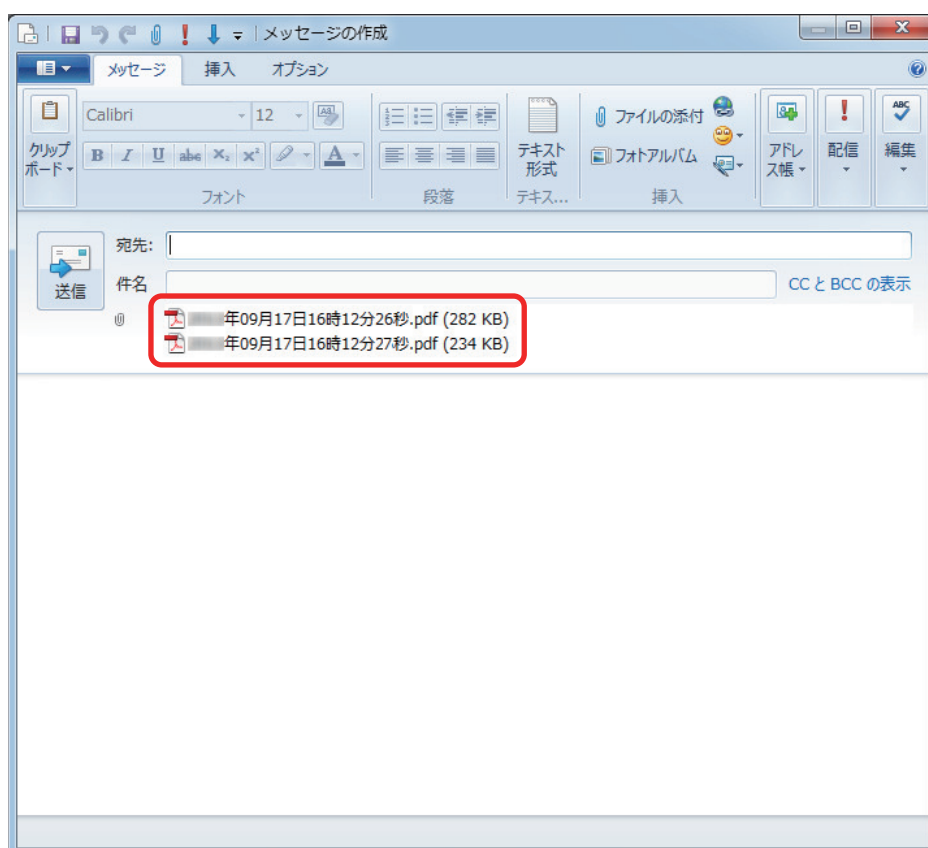 メッセージの作成
メッセージ 挿入 オプション
クリップボード
Calibri 12
B I U abc X₂ X² A
フォント
段落
テキスト形式
テキス...
ファイルの添付
フォトアルバム
挿入
アドレス帳
配信
ABC
編集
送信
宛先:
件名
CC と BCC の表示
年09月17日16時12分26秒.pdf (282 KB)
年09月17日16時12分27秒.pdf (234 KB)